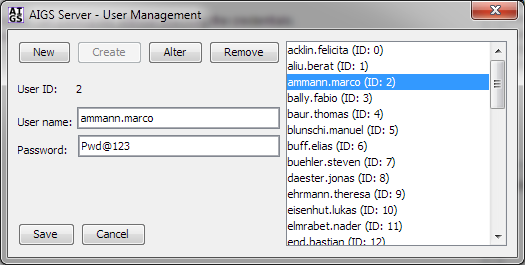 AIGS Server - User Management
New Create Alter Remove
User ID: 2
User name: ammann.marco
Password: Pwd@123
Save Cancel
acklin.felicita (ID: 0)
aliu.berat (ID: 1)
ammann.marco (ID: 2)
bally.fabio (ID: 3)
baur.thomas (ID: 4)
blunschi.manuel (ID: 5)
buff.elias (ID: 6)
buehler.steven (ID: 7)
daester.jonas (ID: 8)
ehrmann.theresa (ID: 9)
eisenhut.lukas (ID: 10)
elmrabet.nader (ID: 11)
end.bastian (ID: 12)